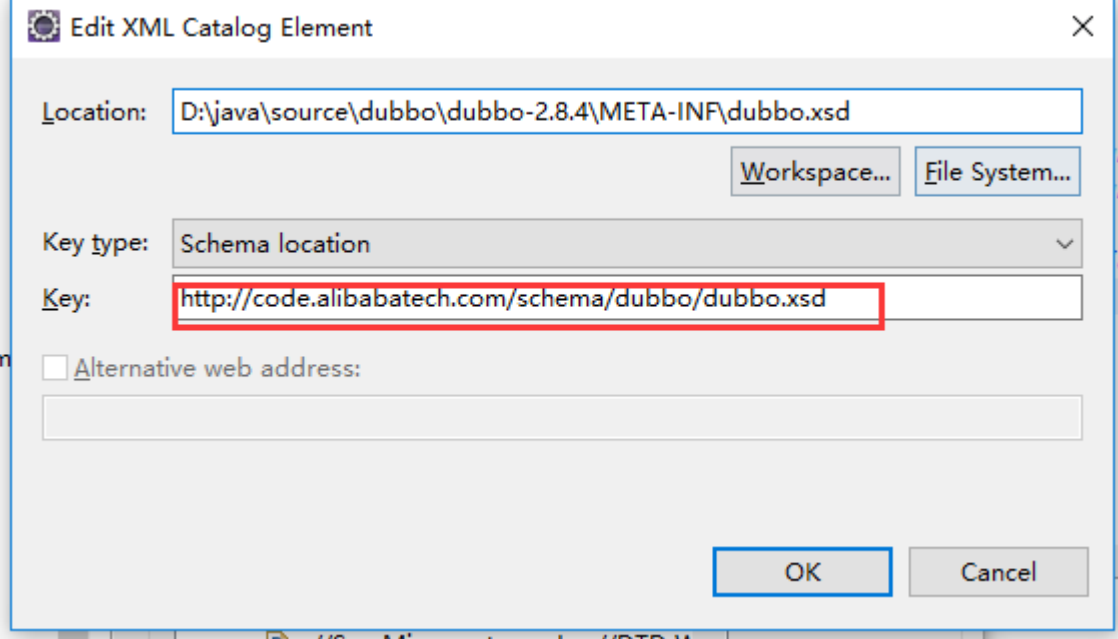 Edit XML Catalog Element
Location: D:\java\source\dubbo\dubbo-2.8.4\META-INF\dubbo.xsd
Workspace... File System...
Key type: Schema location
Key: http://code.alibabatech.com/schema/dubbo/dubbo.xsd
Alternative web address:
OK Cancel